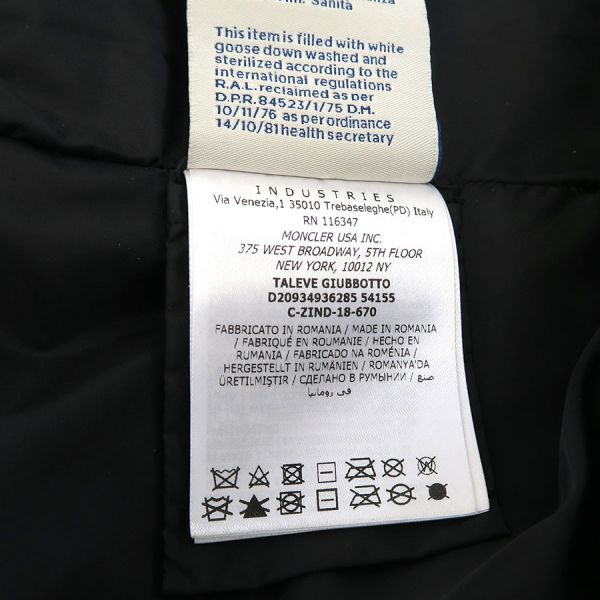 Sanità
This item is filled with white
goose down washed and
sterilized according to the
international regulations
R.A.L. reclaimed as per
D.P.R. 84523/1/75 D.M.
10/11/76 as per ordinance
14/10/81 health secretary
INDUSTRIES
Via Venezia,1 35010 Trebaseleghe(PD) Italy
RN 116347
MONCLER USA INC.
375 WEST BROADWAY, 5TH FLOOR
NEW YORK, 10012 NY
TALEVE GIUBBOTTO
D20934936285 54155
C-ZIND-18-670
FABBRICATO IN ROMANIA / MADE IN ROMANIA
/ FABRIQUÉ EN ROUMANIE / HECHO EN
RUMANIA / FABRICADO NA ROMÉNIA /
HERGESTELLT IN RUMÄNIEN / ROMANYA'DA
ÜRETILMIŞTIR / СДЕЛАНО В РУМЫНИИ / صنع
في رومانيا